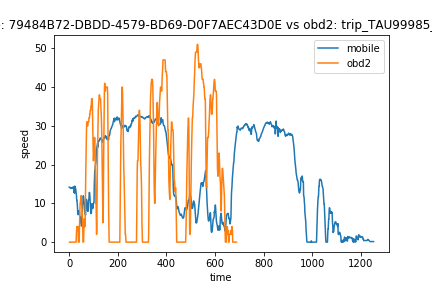 : 79484B72-DBDD-4579-BD69-D0F7AEC43D0E vs obd2: trip_TAU99985_
mobile
obd2
speed
50
40
30
20
10
0
0 200 400 600 800 1000 1200
time